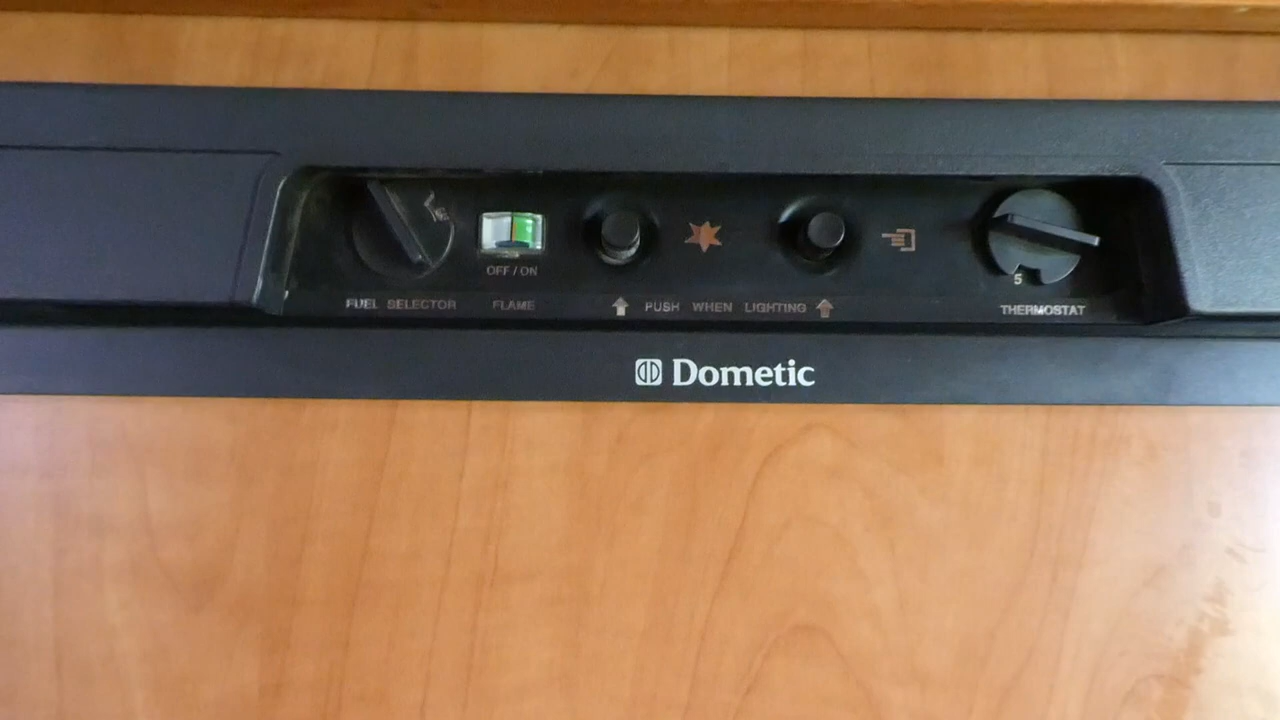 OFF / ON
FUEL SELECTOR
FLAME
PUSH WHEN LIGHTING
5
THERMOSTAT
Dometic